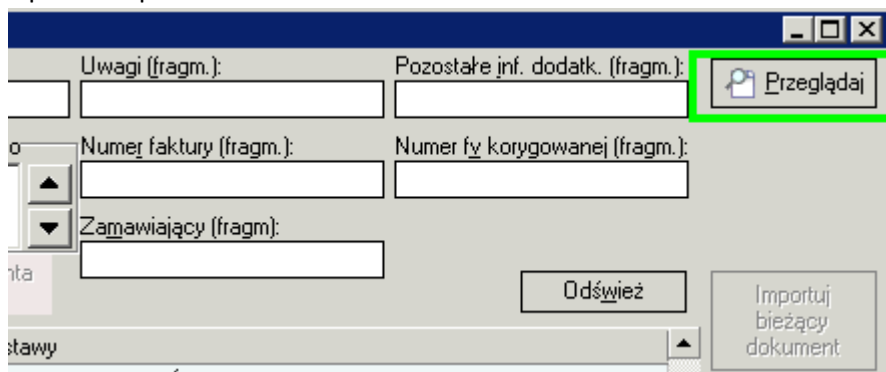 Uwagi (fragm.):
Pozostałe inf. dodatk. (fragm.):
Przeglądaj
Numer faktury (fragm.):
Numer fv korygowanej (fragm.):
Zamawiający (fragm):
nta
Odśwież
Importuj
bieżący
dokument
stawy